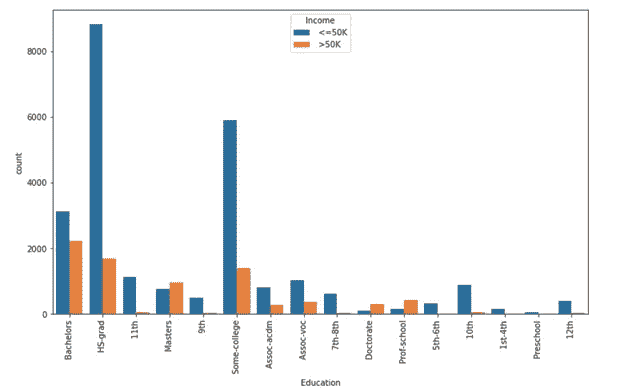 Income
<=50K
>50K
8000
6000
4000
2000
0
count
Bachelors
HS-grad
11th
Masters
9th
Some-college
Assoc-acdm
Assoc-voc
7th-8th
Doctorate
Prof-school
5th-6th
10th
1st-4th
Preschool
12th
Education